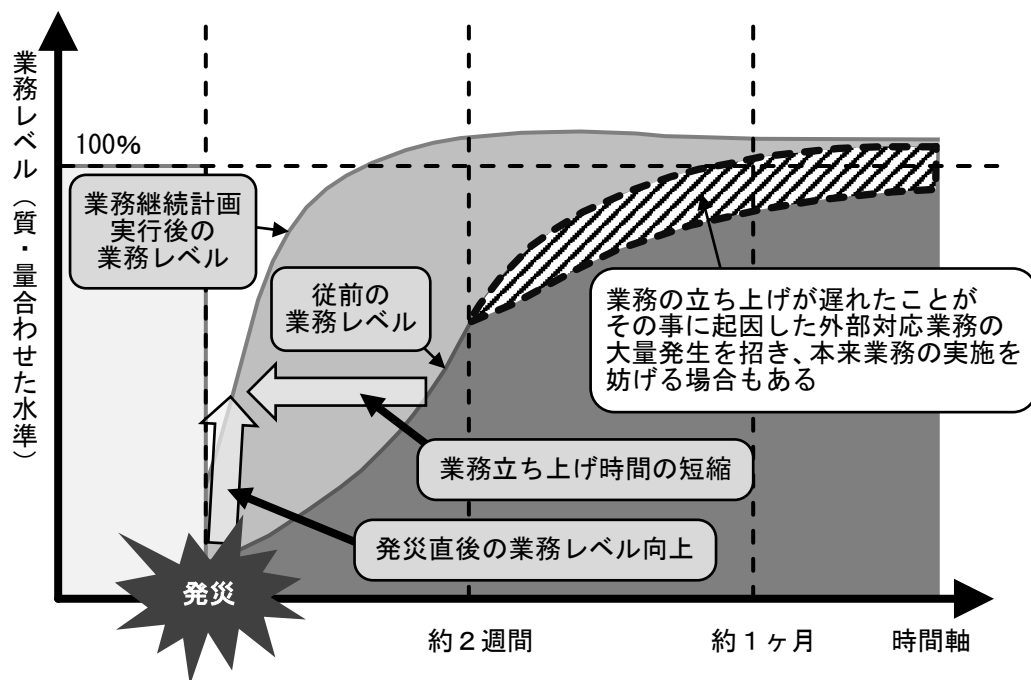 業務レベル（質・量合わせた水準）
100%
業務継続計画
実行後の
業務レベル
従前の
業務レベル
業務の立ち上げが遅れたことが
その事に起因した外部対応業務の
大量発生を招き、本来業務の実施を
妨げる場合もある
業務立ち上げ時間の短縮
発災直後の業務レベル向上
発災
約２週間
約１ヶ月
時間軸